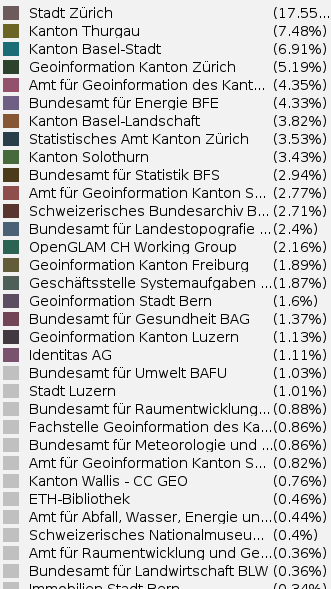 Stadt Zürich (17.55...
Kanton Thurgau (7.48%)
Kanton Basel-Stadt (6.91%)
Geoinformation Kanton Zürich (5.19%)
Amt für Geoinformation des Kant... (4.35%)
Bundesamt für Energie BFE (4.33%)
Kanton Basel-Landschaft (3.82%)
Statistisches Amt Kanton Zürich (3.53%)
Kanton Solothurn (3.43%)
Bundesamt für Statistik BFS (2.94%)
Amt für Geoinformation Kanton S... (2.77%)
Schweizerisches Bundesarchiv B... (2.71%)
Bundesamt für Landestopografie ... (2.4%)
OpenGLAM CH Working Group (2.16%)
Geoinformation Kanton Freiburg (1.89%)
Geschäftsstelle Systemaufgaben ... (1.87%)
Geoinformation Stadt Bern (1.6%)
Bundesamt für Gesundheit BAG (1.37%)
Geoinformation Kanton Luzern (1.13%)
Identitas AG (1.11%)
Bundesamt für Umwelt BAFU (1.03%)
Stadt Luzern (1.01%)
Bundesamt für Raumentwicklung... (0.88%)
Fachstelle Geoinformation des Ka... (0.86%)
Bundesamt für Meteorologie und ... (0.86%)
Amt für Geoinformation Kanton S... (0.82%)
Kanton Wallis - CC GEO (0.76%)
ETH-Bibliothek (0.46%)
Amt für Abfall, Wasser, Energie un... (0.44%)
Schweizerisches Nationalmuseu... (0.4%)
Amt für Raumentwicklung und Ge... (0.36%)
Bundesamt für Landwirtschaft BLW (0.36%)
Immobilien Stadt Bern (0.34%)